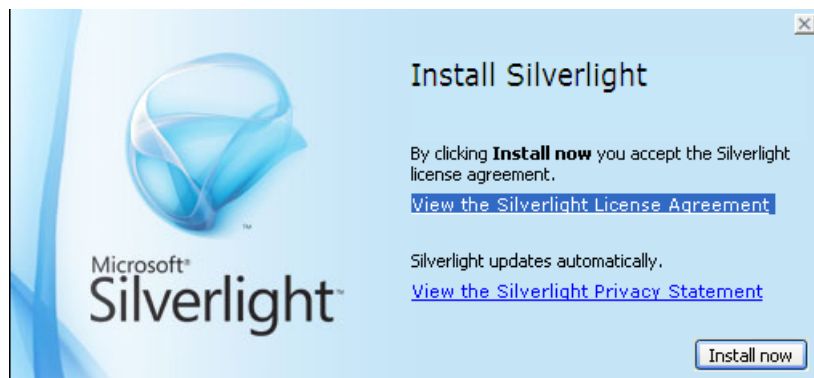 Install Silverlight
By clicking Install now you accept the Silverlight
license agreement.
View the Silverlight License Agreement
Microsoft®
Silverlight™
Silverlight updates automatically.
View the Silverlight Privacy Statement
Install now